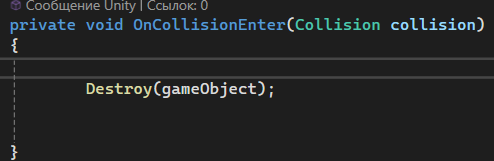 Сообщение Unity | Ссылок: 0
private void OnCollisionEnter(Collision collision)
{
Destroy(gameObject);
}